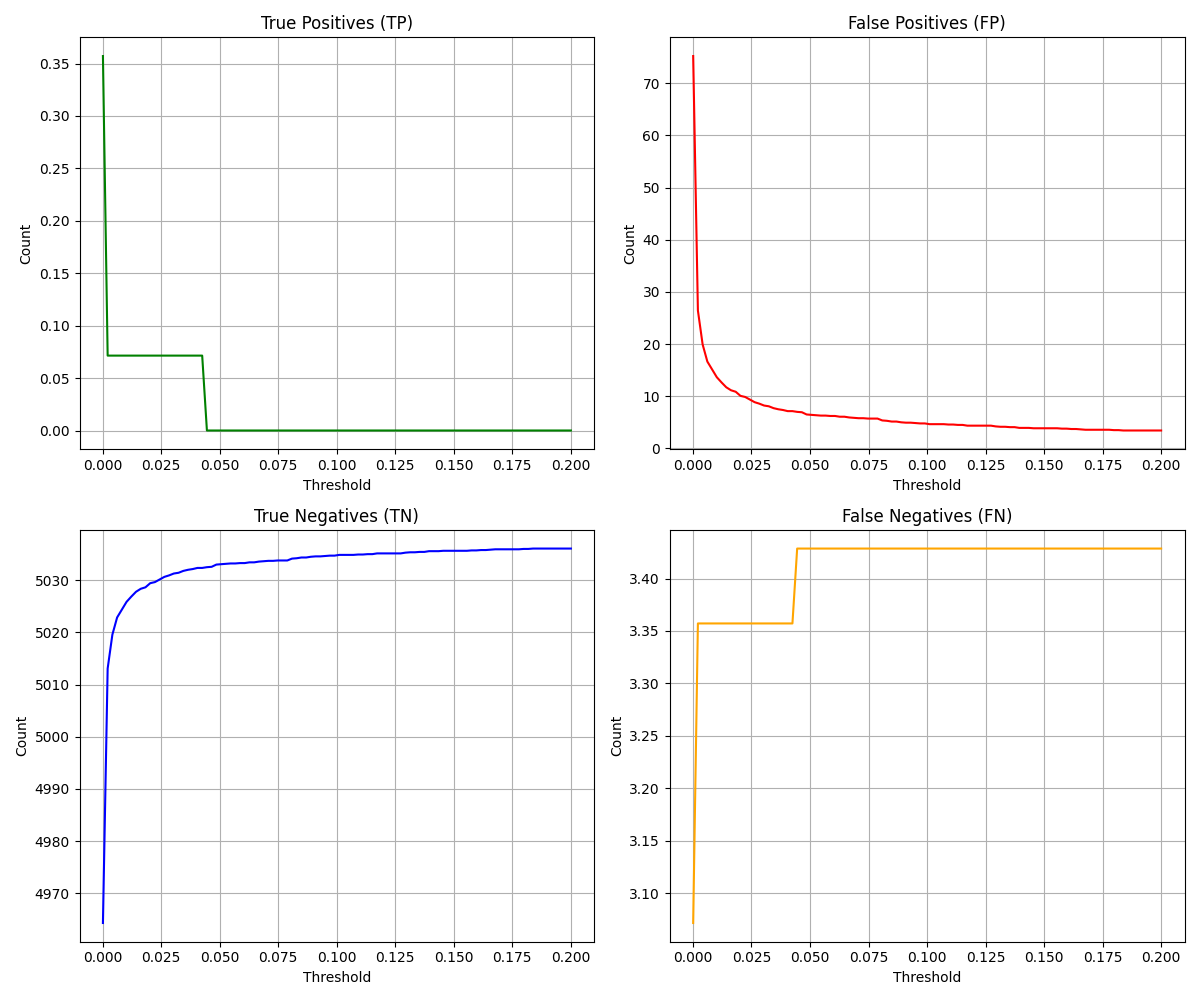 True Positives (TP)
0.35
0.30
0.25
0.20
0.15
0.10
0.05
0.00
Count
0.000 0.025 0.050 0.075 0.100 0.125 0.150 0.175 0.200
Threshold
False Positives (FP)
70
60
50
40
30
20
10
0
Count
0.000 0.025 0.050 0.075 0.100 0.125 0.150 0.175 0.200
Threshold
True Negatives (TN)
5030
5020
5010
5000
4990
4980
4970
Count
0.000 0.025 0.050 0.075 0.100 0.125 0.150 0.175 0.200
Threshold
False Negatives (FN)
3.40
3.35
3.30
3.25
3.20
3.15
3.10
Count
0.000 0.025 0.050 0.075 0.100 0.125 0.150 0.175 0.200
Threshold